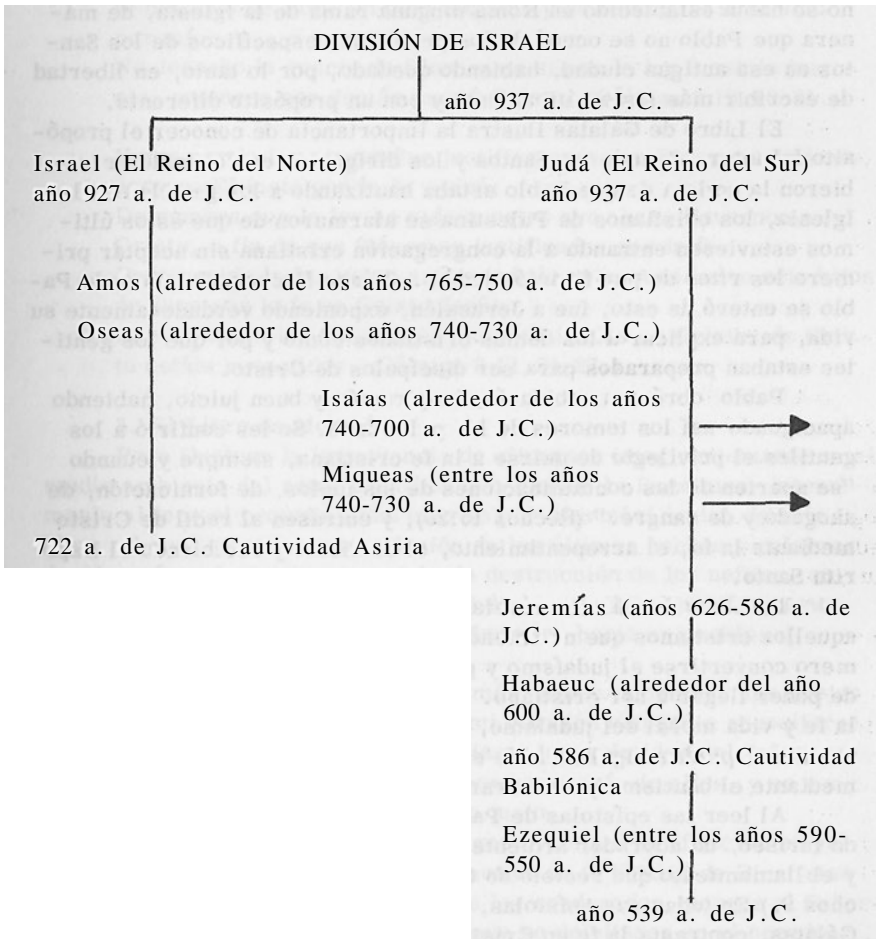 DIVISIÓN DE ISRAEL
año 937 a. de J.C.
Israel (El Reino del Norte)
año 927 a. de J.C.
Judá (El Reino del Sur)
año 937 a. de J.C.
Amos (alrededor de los años 765-750 a. de J.C.)
Oseas (alrededor de los años 740-730 a. de J.C.)
Isaías (alrededor de los años
740-700 a. de J.C.)
Miqueas (entre los años
740-730 a. de J.C.)
722 a. de J.C. Cautividad Asiria
Jeremías (años 626-586 a. de
J.C.)
Habaeuc (alrededor del año
600 a. de J.C.)
año 586 a. de J.C. Cautividad
Babilónica
Ezequiel (entre los años 590-
550 a. de J.C.)
año 539 a. de J.C.